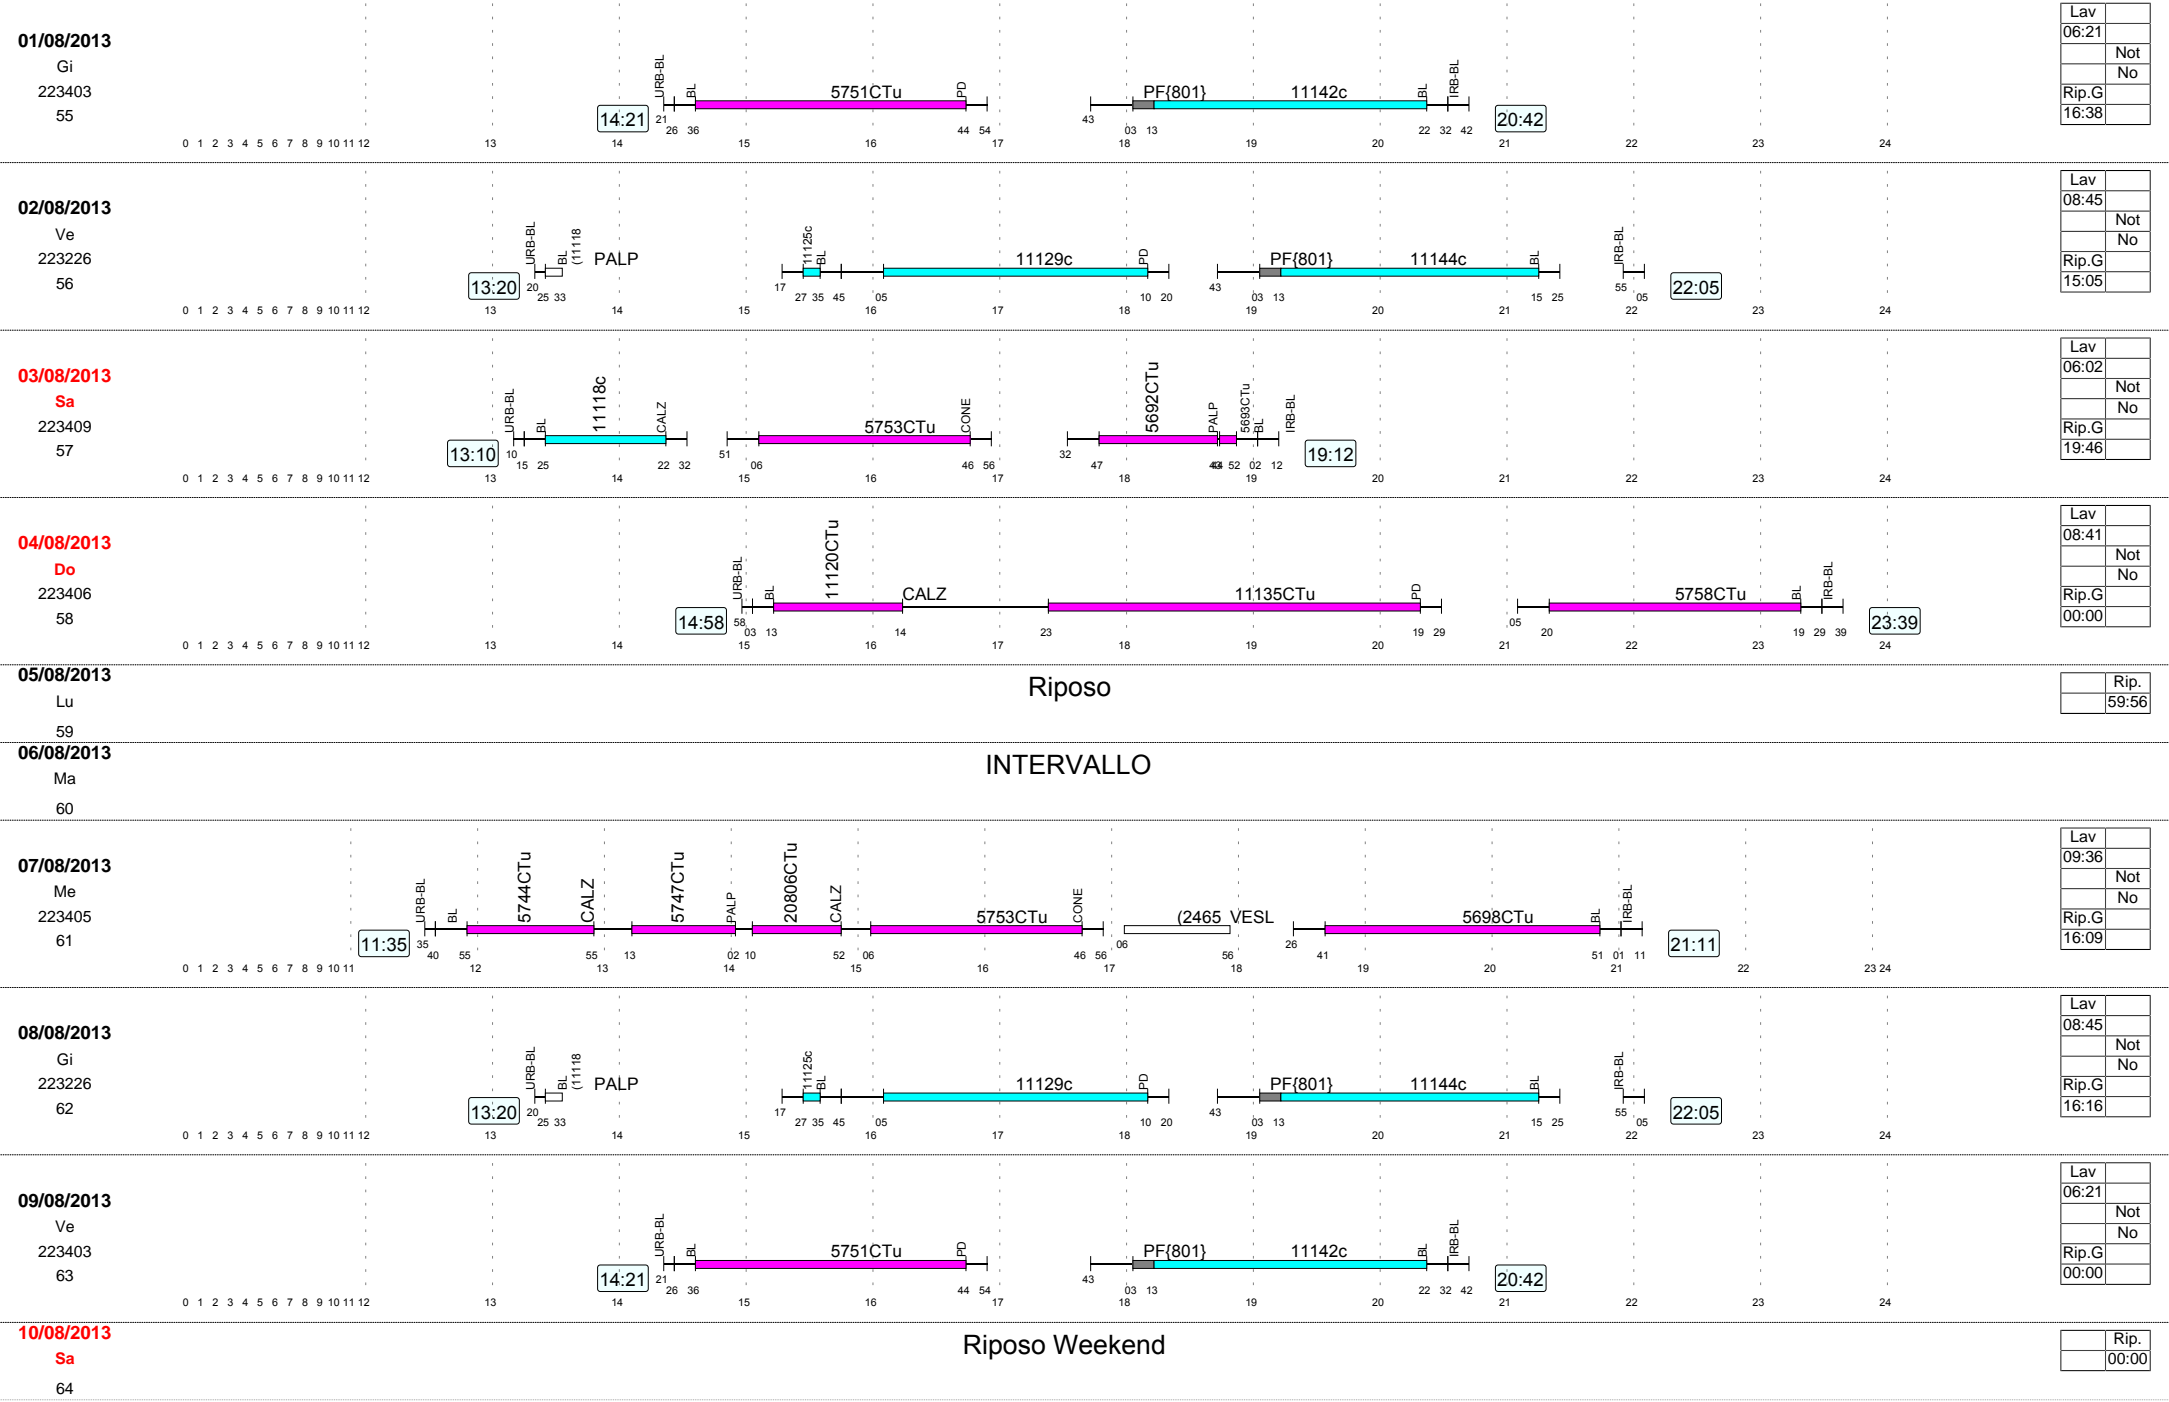 01/08/2013
Gi
223403
55
14:21
URB-BL
BL
5751CTu
PD
PF{801}
11142c
BL
IRB-BL
20:42
21 26 36 44 54 43 03 13 22 32 42
0 1 2 3 4 5 6 7 8 9 10 11 12 13 14 15 16 17 18 19 20 21 22 23 24
Lav
06:21
Not
No
Rip.G
16:38
02/08/2013
Ve
223226
56
13:20
URB-BL
BL
(11118
PALP
11125c
BL
11129c
PD
PF{801}
11144c
BL
IRB-BL
22:05
20 25 33 17 27 35 45 05 10 20 43 03 13 15 25 55 05
0 1 2 3 4 5 6 7 8 9 10 11 12 13 14 15 16 17 18 19 20 21 22 23 24
Lav
08:45
Not
No
Rip.G
15:05
03/08/2013
Sa
223409
57
13:10
URB-BL
BL
11118c
CALZ
5753CTu
CONE
5692CTu
PALP
5693CTu
BL
IRB-BL
19:12
10 15 25 22 32 51 06 46 56 32 47 52 02 12
0 1 2 3 4 5 6 7 8 9 10 11 12 13 14 15 16 17 18 19 20 21 22 23 24
Lav
06:02
Not
No
Rip.G
19:46
04/08/2013
Do
223406
58
14:58
URB-BL
BL
11120CTu
CALZ
11135CTu
PD
5758CTu
BL
IRB-BL
23:39
58 03 13 14 23 19 29 05 20 19 29 39
0 1 2 3 4 5 6 7 8 9 10 11 12 13 14 15 16 17 18 19 20 21 22 23 24
Lav
08:41
Not
No
Rip.G
00:00
05/08/2013
Lu
59
Riposo
Rip.
59:56
06/08/2013
Ma
60
INTERVALLO
07/08/2013
Me
223405
61
11:35
URB-BL
BL
5744CTu
CALZ
5747CTu
PALP
20806CTu
CALZ
5753CTu
CONE
(2465 VESL
5698CTu
BL
IRB-BL
21:11
35 40 55 55 13 02 10 52 06 46 56 06 56 26 41 51 01 11
0 1 2 3 4 5 6 7 8 9 10 11 12 13 14 15 16 17 18 19 20 21 22 23 24
Lav
09:36
Not
No
Rip.G
16:09
08/08/2013
Gi
223226
62
13:20
URB-BL
BL
(11118
PALP
11125c
BL
11129c
PD
PF{801}
11144c
BL
IRB-BL
22:05
20 25 33 17 27 35 45 05 10 20 43 03 13 15 25 55 05
0 1 2 3 4 5 6 7 8 9 10 11 12 13 14 15 16 17 18 19 20 21 22 23 24
Lav
08:45
Not
No
Rip.G
16:16
09/08/2013
Ve
223403
63
14:21
URB-BL
BL
5751CTu
PD
PF{801}
11142c
BL
IRB-BL
20:42
21 26 36 44 54 43 03 13 22 32 42
0 1 2 3 4 5 6 7 8 9 10 11 12 13 14 15 16 17 18 19 20 21 22 23 24
Lav
06:21
Not
No
Rip.G
00:00
10/08/2013
Sa
64
Riposo Weekend
Rip.
00:00